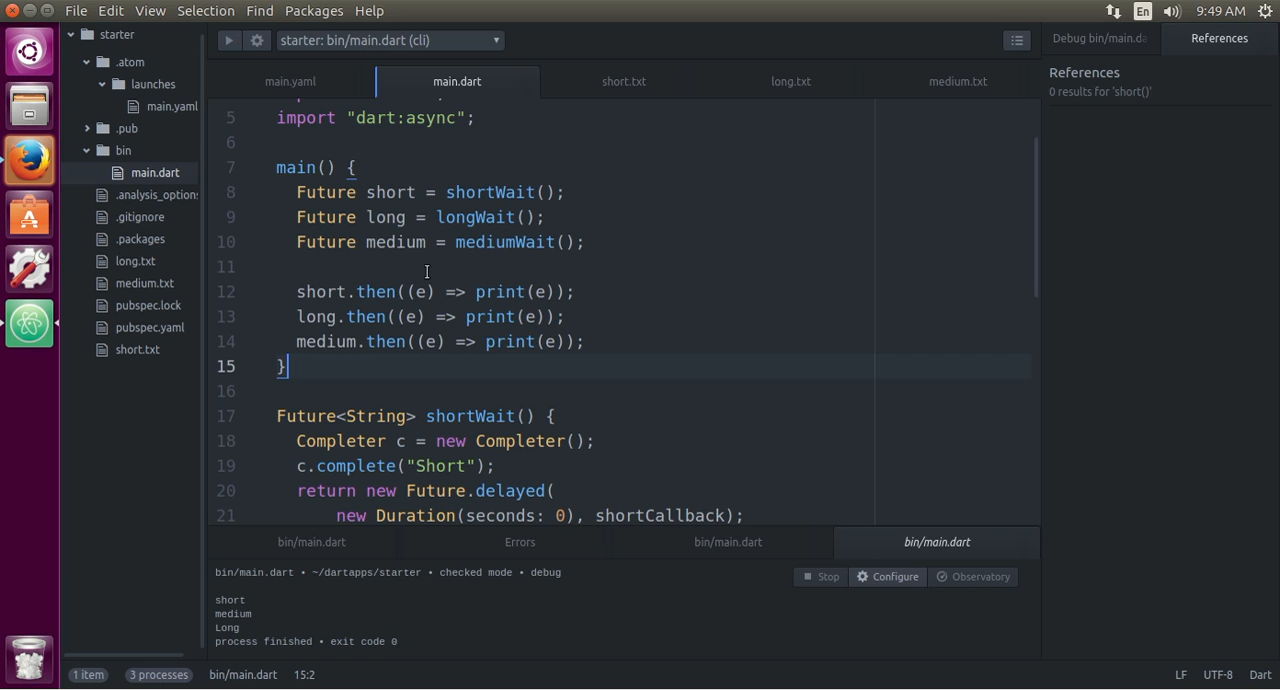 File Edit View Selection Find Packages Help
En 9:49 AM
starter
.atom
launches
main.yaml
.pub
bin
main.dart
.analysis_options
.gitignore
.packages
long.txt
medium.txt
pubspec.lock
pubspec.yaml
short.txt
starter: bin/main.dart (cli)
main.yaml main.dart short.txt long.txt medium.txt
5 import "dart:async";
6
7 main() {
8 Future short = shortWait();
9 Future long = longWait();
10 Future medium = mediumWait();
11
12 short.then((e) => print(e));
13 long.then((e) => print(e));
14 medium.then((e) => print(e));
15 }
16
17 Future<String> shortWait() {
18 Completer c = new Completer();
19 c.complete("Short");
20 return new Future.delayed(
21 new Duration(seconds: 0), shortCallback);
bin/main.dart Errors bin/main.dart bin/main.dart
bin/main.dart • ~/dartapps/starter • checked mode • debug
Stop Configure Observatory
short
medium
Long
process finished • exit code 0
Debug bin/main.da References
References
0 results for 'short()'
1 item 3 processes bin/main.dart 15:2 LF UTF-8 Dart